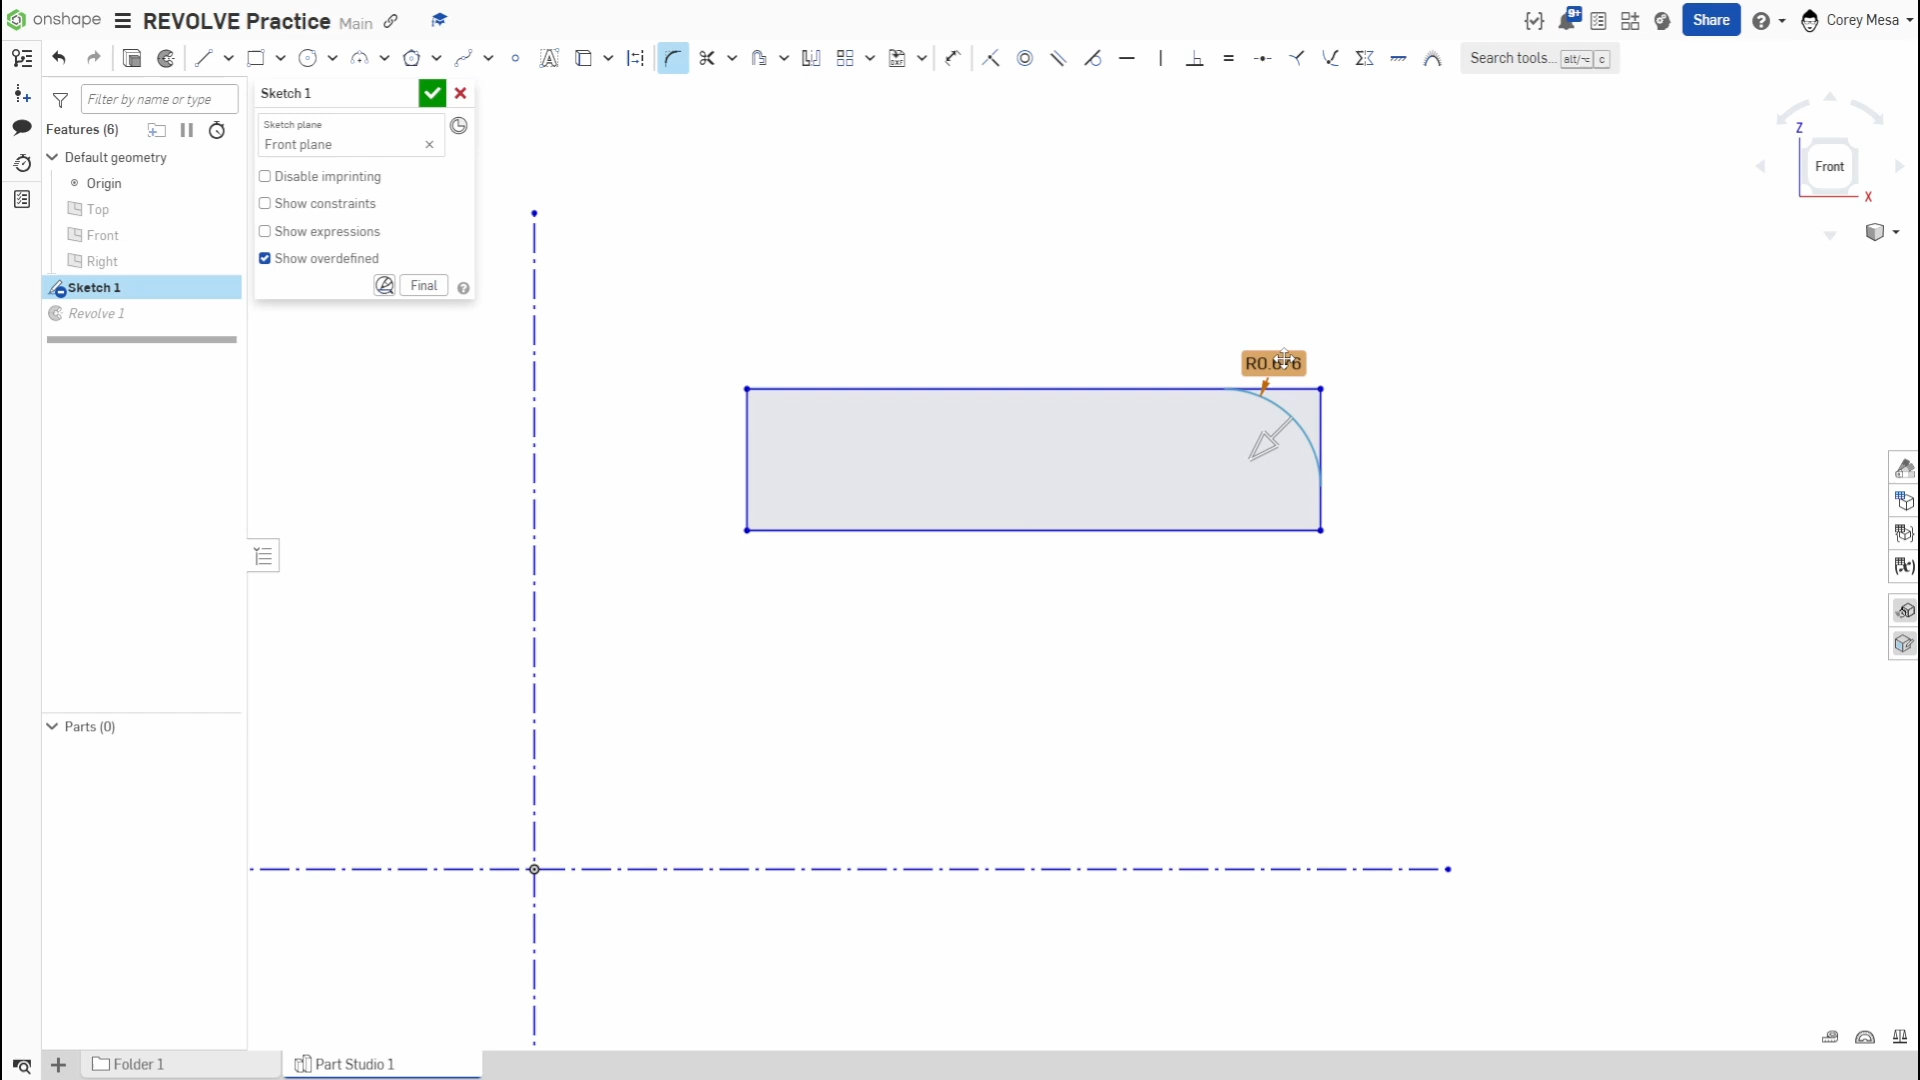 onshape REVOLVE Practice Main
9+
Share
Corey Mesa
Search tools... alt/⌥ c
Filter by name or type
Features (6)
Default geometry
Origin
Top
Front
Right
Sketch 1
Revolve 1
Sketch 1
Sketch plane
Front plane
Disable imprinting
Show constraints
Show expressions
Show overdefined
Final
Z
Front
X
Parts (0)
Folder 1
Part Studio 1